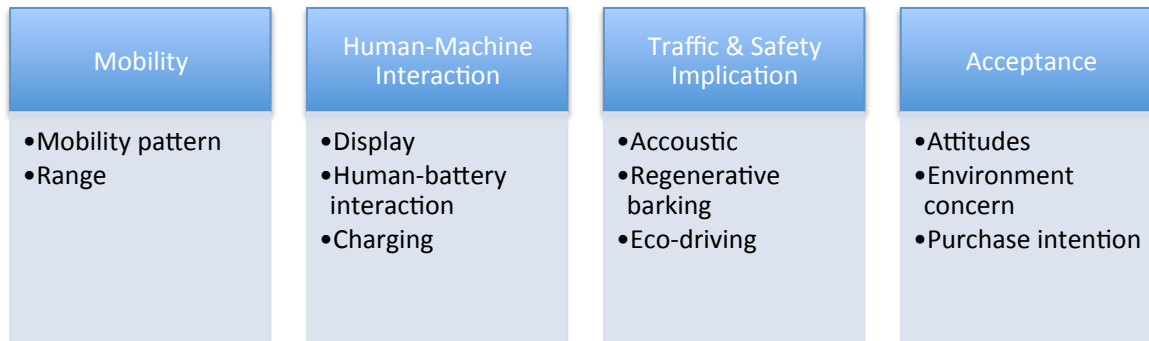 Mobility
•Mobility pattern
•Range
Human-Machine
Interaction
•Display
•Human-battery
interaction
•Charging
Traffic & Safety
Implication
•Accoustic
•Regenerative
barking
•Eco-driving
Acceptance
•Attitudes
•Environment
concern
•Purchase intention